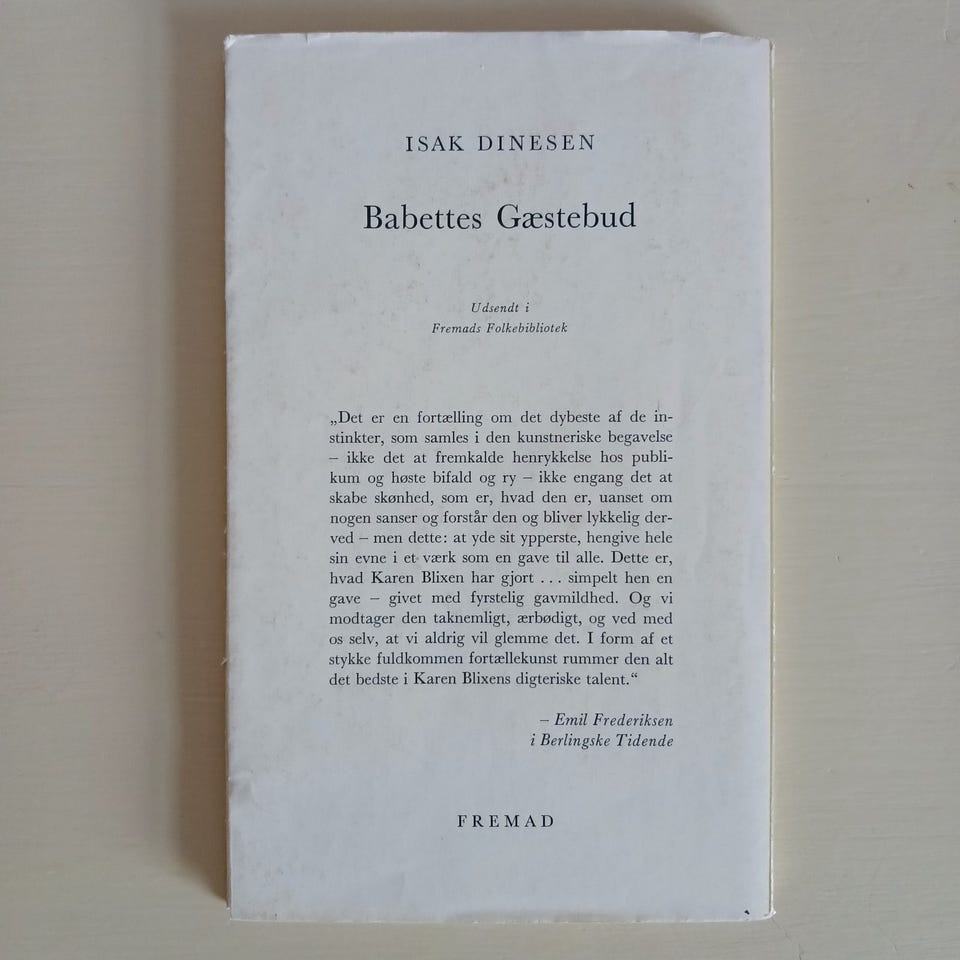 ISAK DINESEN
Babettes Gæstebud
Udsendt i
Fremads Folkebibliotek
„Det er en fortælling om det dybeste af de in-
stinkter, som samles i den kunstneriske begavelse
– ikke det at fremkalde henrykkelse hos publi-
kum og høste bifald og ry – ikke engang det at
skabe skønhed, som er, hvad den er, uanset om
nogen sanser og forstår den og bliver lykkelig der-
ved – men dette: at yde sit ypperste, hengive hele
sin evne i et værk som en gave til alle. Dette er,
hvad Karen Blixen har gjort . . . simpelt hen en
gave – givet med fyrstelig gavmildhed. Og vi
modtager den taknemligt, ærbødigt, og ved med
os selv, at vi aldrig vil glemme det. I form af et
stykke fuldkommen fortællekunst rummer den alt
det bedste i Karen Blixens digteriske talent.“
– Emil Frederiksen
i Berlingske Tidende
FREMAD